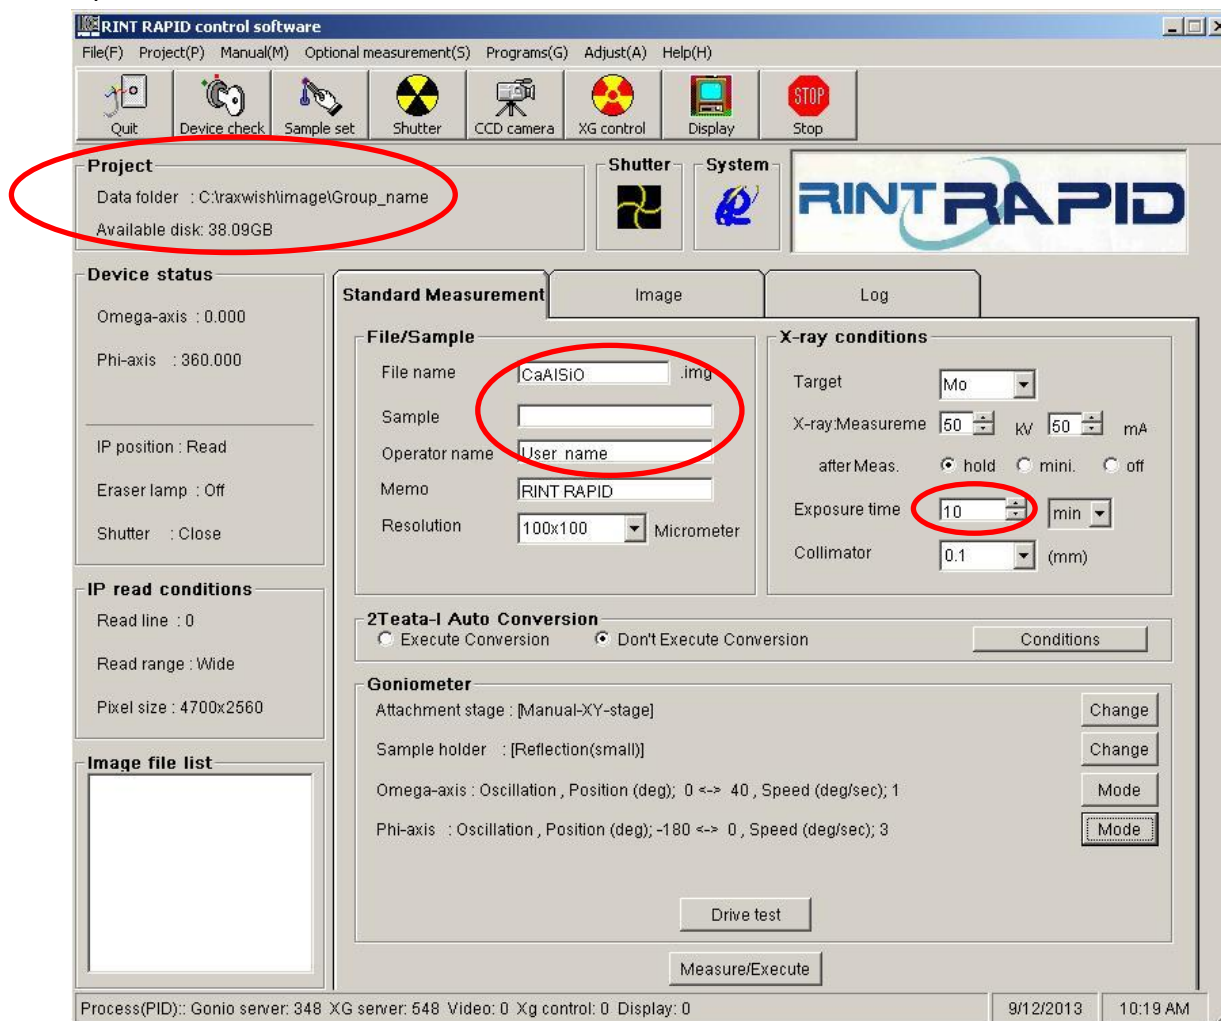 RINT RAPID control software
File(F) Project(P) Manual(M) Optional measurement(S) Programs(G) Adjust(A) Help(H)
STOP
Quit Device check Sample set Shutter CCD camera XG control Display Stop
Project
Data folder : C:\raxwish\image\Group_name
Available disk: 38.09GB
Shutter
System
RINT RAPID
Device status
Omega-axis : 0.000
Phi-axis : 360.000
IP position : Read
Eraser lamp : Off
Shutter : Close
IP read conditions
Read line : 0
Read range : Wide
Pixel size : 4700x2560
Image file list
Standard Measurement Image Log
File/Sample
File name CaAlSiO .img
Sample
Operator name User name
Memo RINT RAPID
Resolution 100x100 Micrometer
X-ray conditions
Target Mo
X-ray:Measureme 50 kV 50 mA
after Meas. hold mini. off
Exposure time 10 min
Collimator 0.1 (mm)
2Teata-I Auto Conversion
Execute Conversion Don't Execute Conversion Conditions
Goniometer
Attachment stage : [Manual-XY-stage] Change
Sample holder : [Reflection(small)] Change
Omega-axis : Oscillation , Position (deg); 0 <-> 40 , Speed (deg/sec); 1 Mode
Phi-axis : Oscillation , Position (deg); -180 <-> 0 , Speed (deg/sec); 3 Mode
Drive test
Measure/Execute
Process(PID):: Gonio server: 348 XG server: 548 Video: 0 Xg control: 0 Display: 0 9/12/2013 10:19 AM